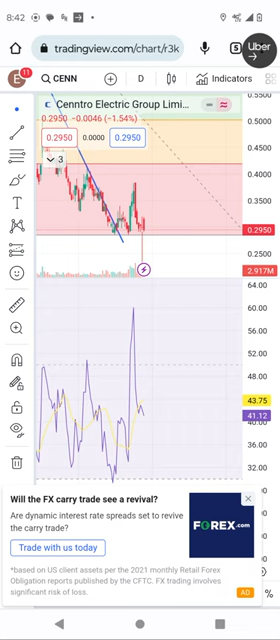 8:42
4G
tradingview.com/chart/r3k
5
Uber
E
11
CENN
D
Indicators
Cenntro Electric Group Limi...
0.2950 −0.0046 (−1.54%)
0.2950 0.0000 0.2950
3
0.5000
0.4500
0.4000
0.3500
0.2950
0.2500
2.917M
64.00
60.00
56.00
52.00
48.00
43.75
41.12
36.00
32.00
Will the FX carry trade see a revival?
Are dynamic interest rate spreads set to revive
the carry trade?
Trade with us today
FOREX.com
*based on US client assets per the 2021 monthly Retail Forex
Obligation reports published by the CFTC. FX trading involves
significant risk of loss.
AD
%